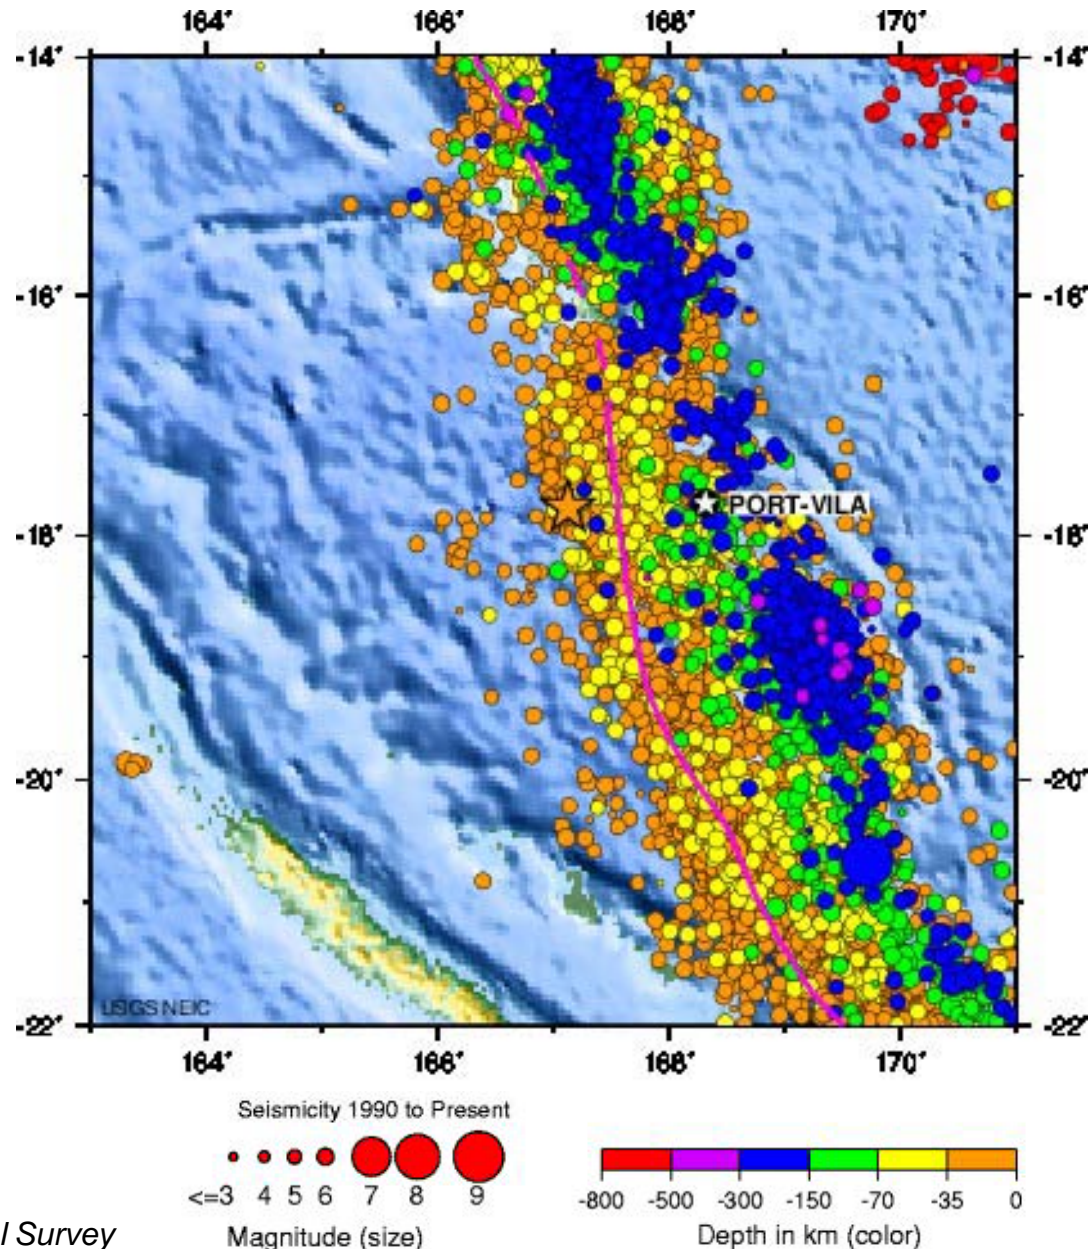 164° 166° 168° 170°
-14° -14°
-16° -16°
PORT-VILA
-18° -18°
-20° -20°
USGS NEIC
-22° -22°
164° 166° 168° 170°
Seismicity 1990 to Present
<=3 4 5 6 7 8 9
-800 -500 -300 -150 -70 -35 0
l Survey
Magnitude (size)
Depth in km (color)